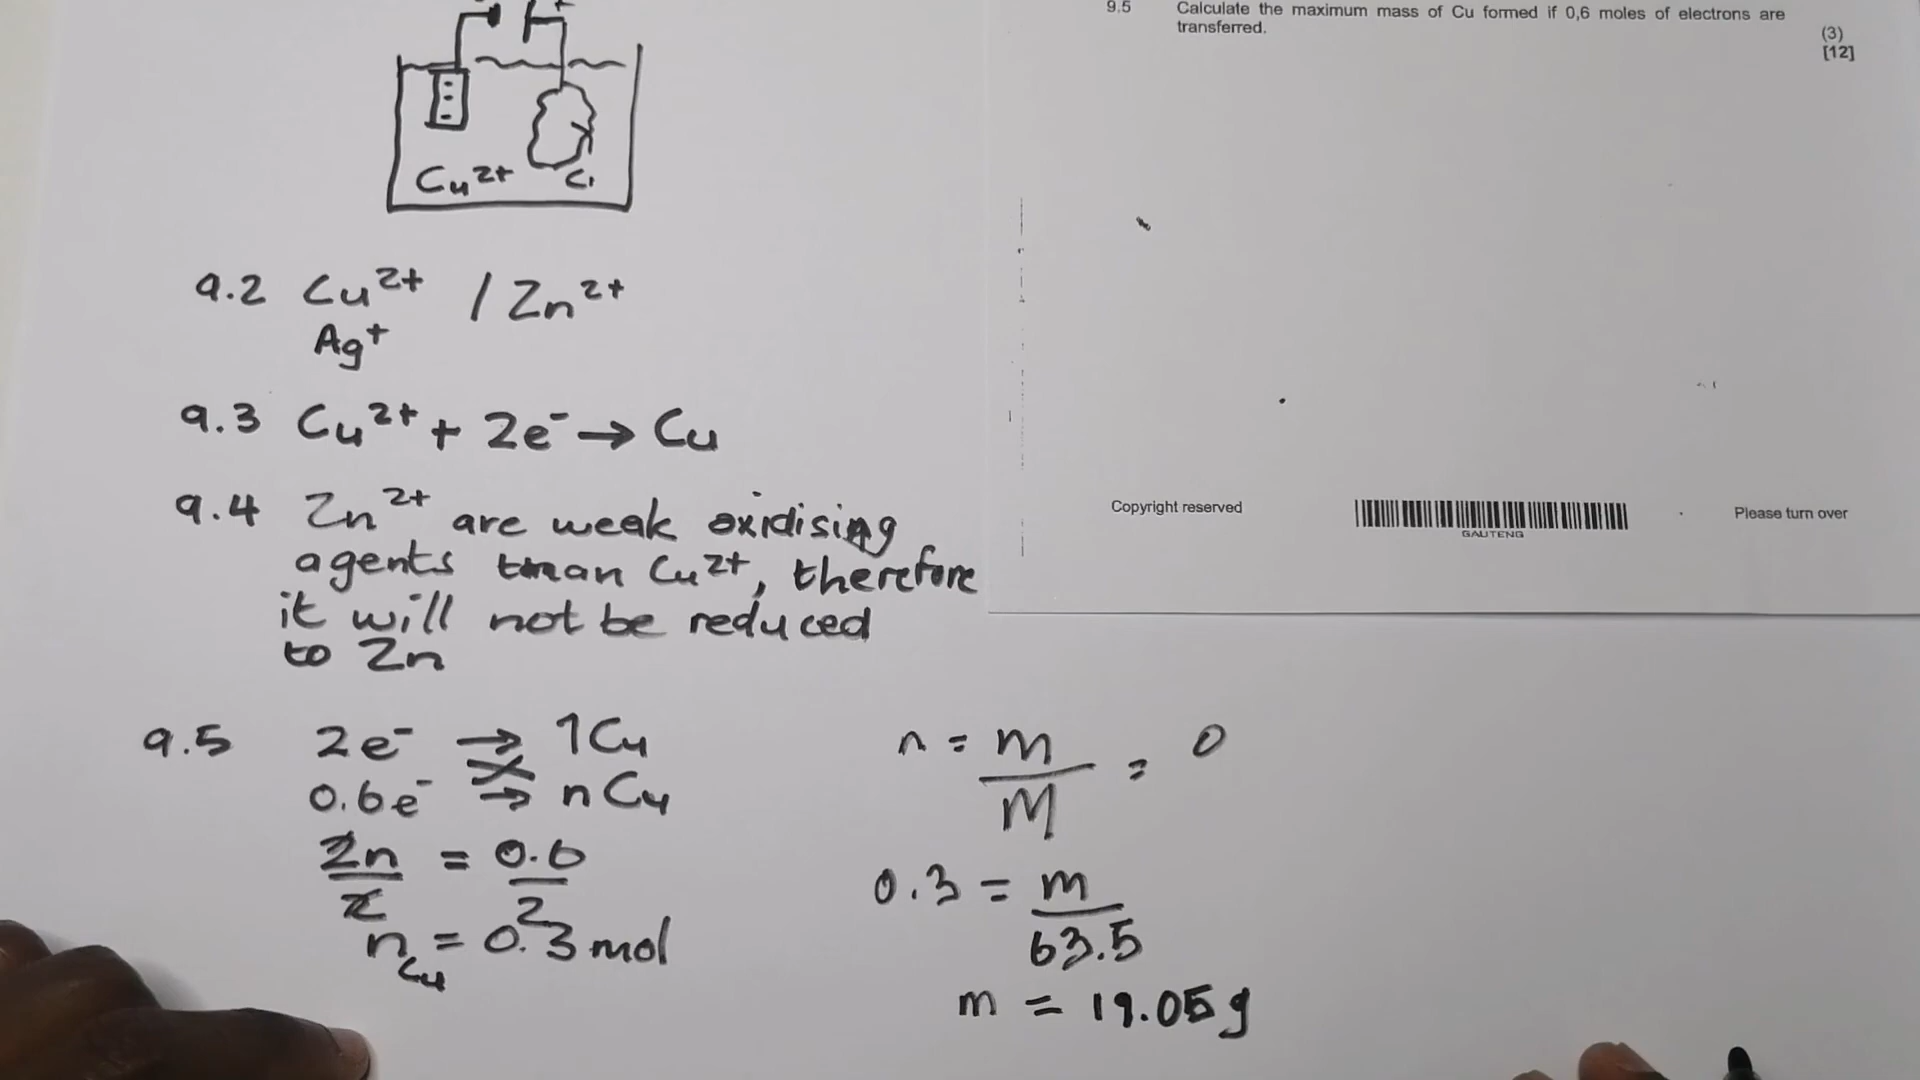 9.5 Calculate the maximum mass of Cu formed if 0,6 moles of electrons are
transferred.
(3)
[12]
Cu²⁺
9.2 Cu²⁺ / Zn²⁺
Ag⁺
9.3 Cu²⁺ + 2e⁻ → Cu
9.4 Zn²⁺ are weak oxidising
agents than Cu²⁺, therefore
it will not be reduced
to Zn
9.5 2e⁻ → 1Cu
0.6e⁻ → nCu
2n/2 = 0.6/2
n Cu = 0.3 mol
n = m/M = 0
0.3 = m/63.5
m = 19.05g
Copyright reserved
GAUTENG
Please turn over